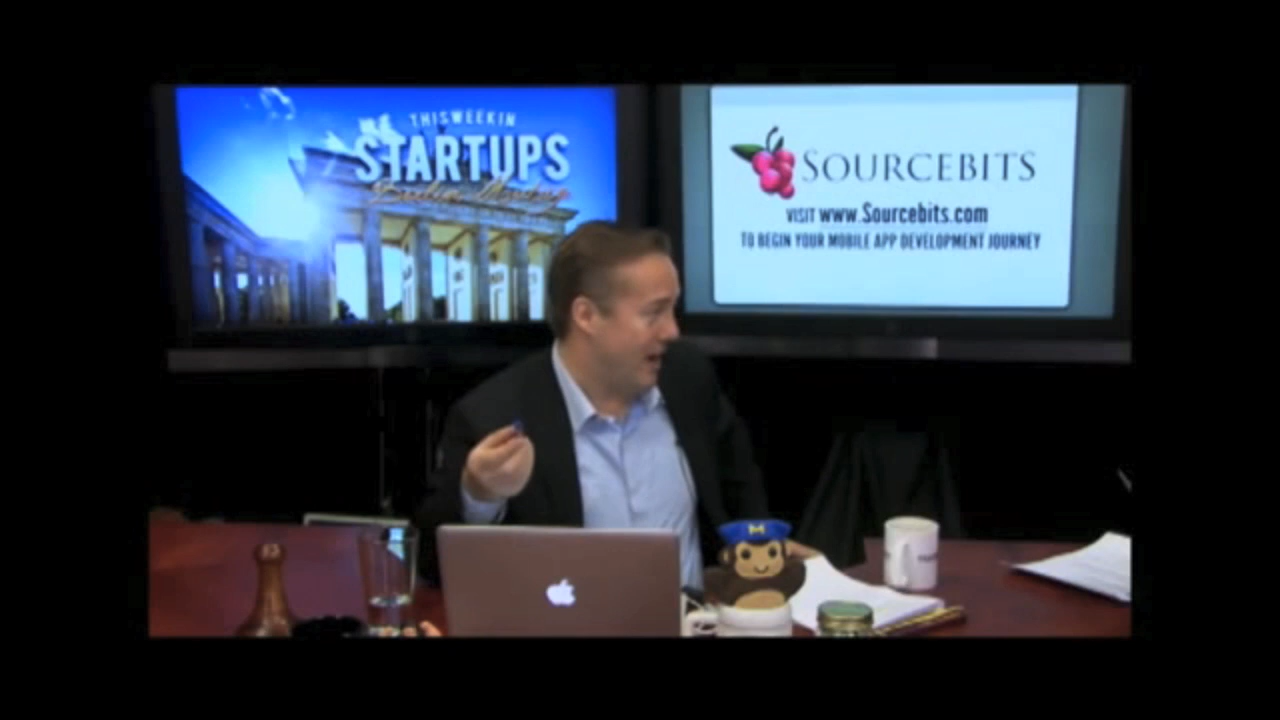 THISWEEKIN
STARTUPS
SOURCEBITS
VISIT www.Sourcebits.com
TO BEGIN YOUR MOBILE APP DEVELOPMENT JOURNEY
M